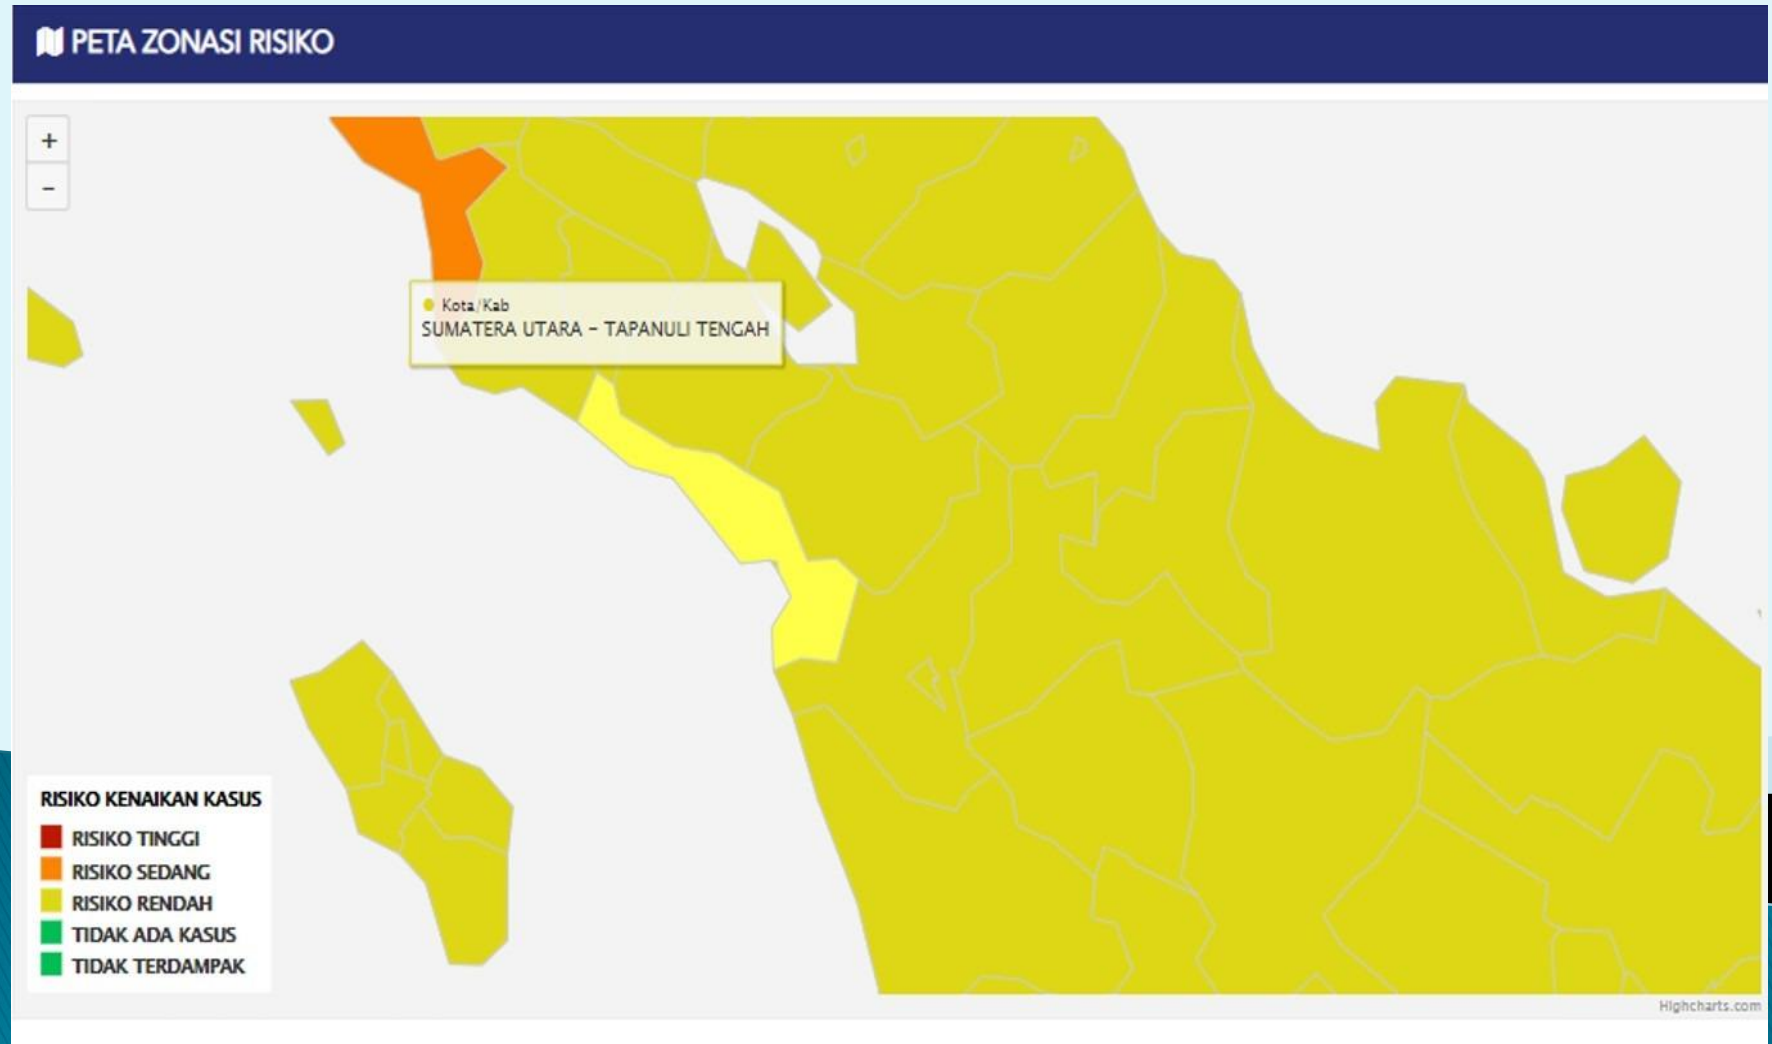 PETA ZONASI RISIKO
+
−
Kota/Kab
SUMATERA UTARA − TAPANULI TENGAH
RISIKO KENAIKAN KASUS
RISIKO TINGGI
RISIKO SEDANG
RISIKO RENDAH
TIDAK ADA KASUS
TIDAK TERDAMPAK
Highcharts.com